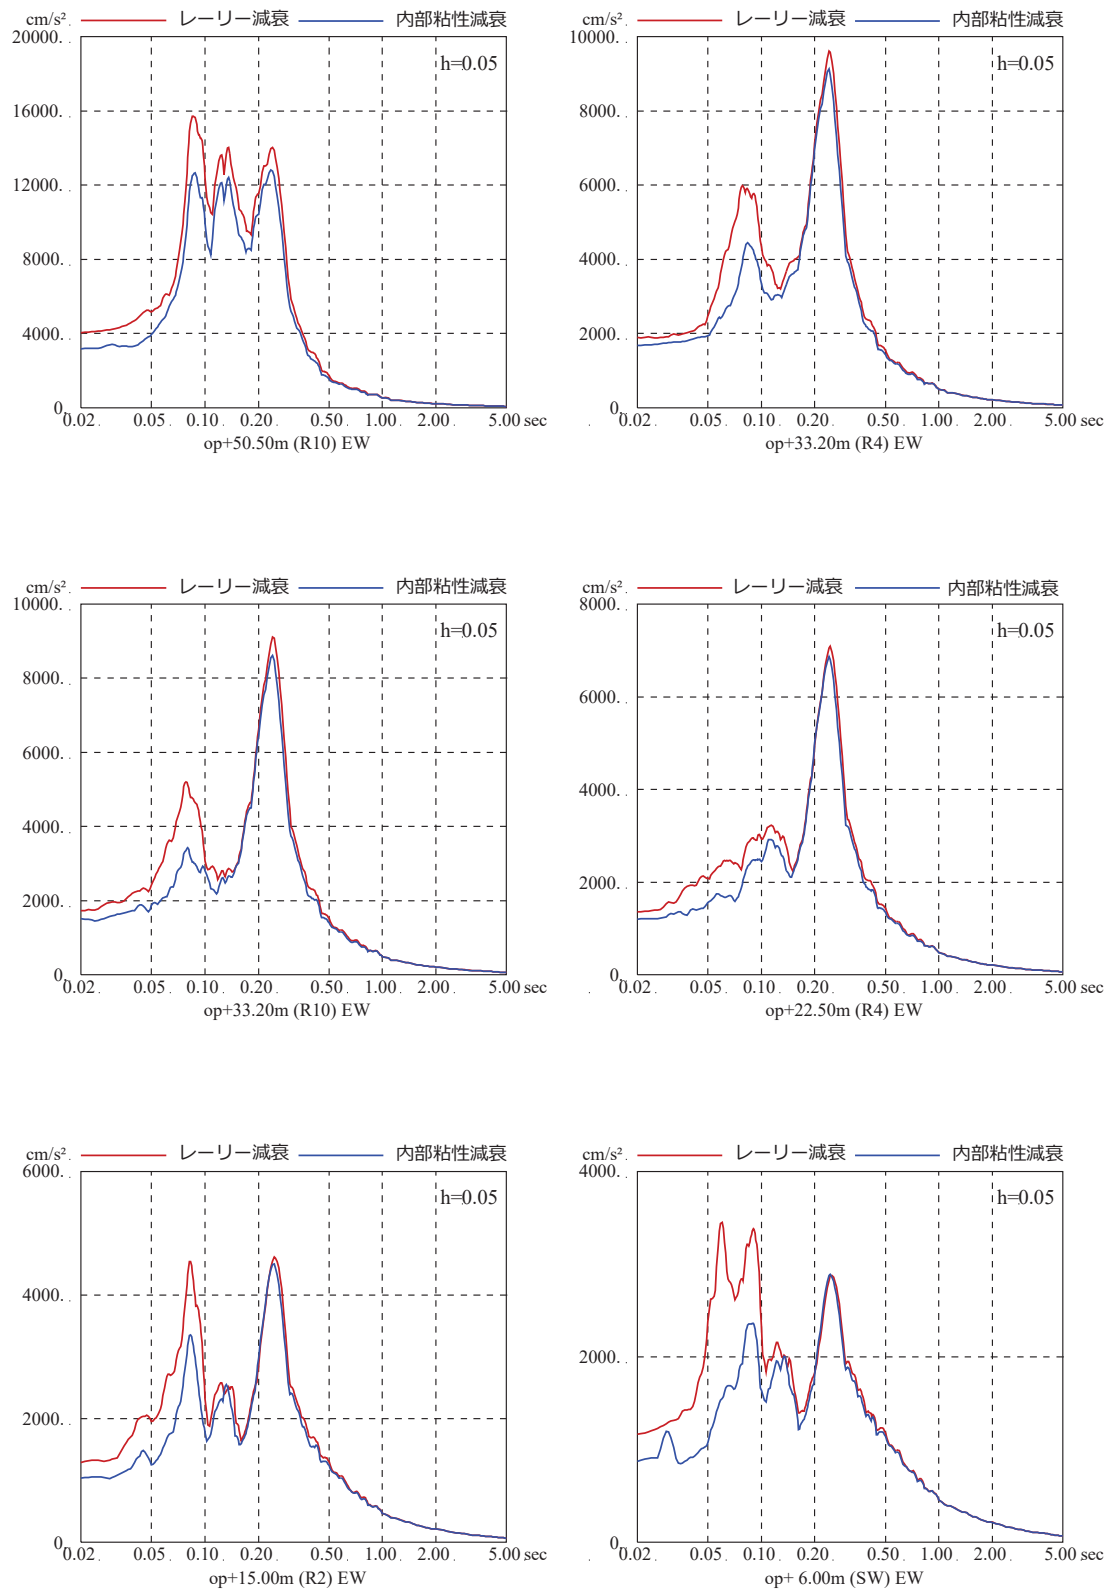 cm/s². レーリー減衰 内部粘性減衰
20000.
16000.
12000.
8000.
4000.
0.
h=0.05
0.02 0.05 0.10 0.20 0.50 1.00 2.00 5.00 sec
op+50.50m (R10) EW
cm/s². レーリー減衰 内部粘性減衰
10000.
8000.
6000.
4000.
2000.
0.
h=0.05
0.02 0.05 0.10 0.20 0.50 1.00 2.00 5.00 sec
op+33.20m (R4) EW
cm/s². レーリー減衰 内部粘性減衰
10000.
8000.
6000.
4000.
2000.
0.
h=0.05
0.02 0.05 0.10 0.20 0.50 1.00 2.00 5.00 sec
op+33.20m (R10) EW
cm/s². レーリー減衰 内部粘性減衰
8000.
6000.
4000.
2000.
0.
h=0.05
0.02 0.05 0.10 0.20 0.50 1.00 2.00 5.00 sec
op+22.50m (R4) EW
cm/s². レーリー減衰 内部粘性減衰
6000.
4000.
2000.
0.
h=0.05
0.02 0.05 0.10 0.20 0.50 1.00 2.00 5.00 sec
op+15.00m (R2) EW
cm/s². レーリー減衰 内部粘性減衰
4000.
2000.
0.
h=0.05
0.02 0.05 0.10 0.20 0.50 1.00 2.00 5.00 sec
op+ 6.00m (SW) EW